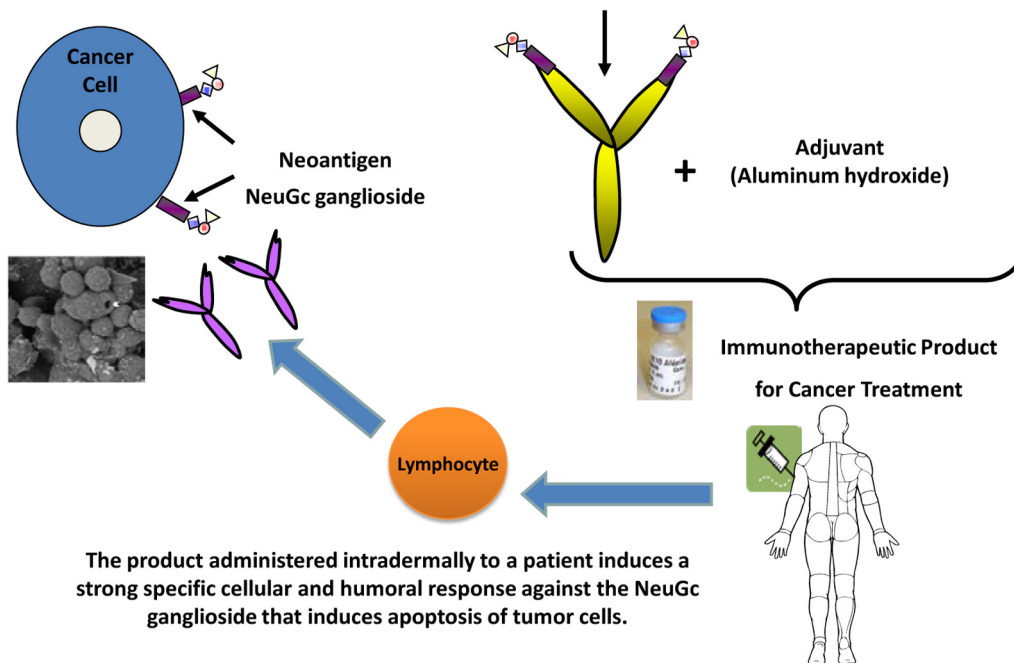 Cancer
Cell
Neoantigen
NeuGc ganglioside
+
Adjuvant
(Aluminum hydroxide)
Immunotherapeutic Product
for Cancer Treatment
Lymphocyte
The product administered intradermally to a patient induces a
strong specific cellular and humoral response against the NeuGc
ganglioside that induces apoptosis of tumor cells.